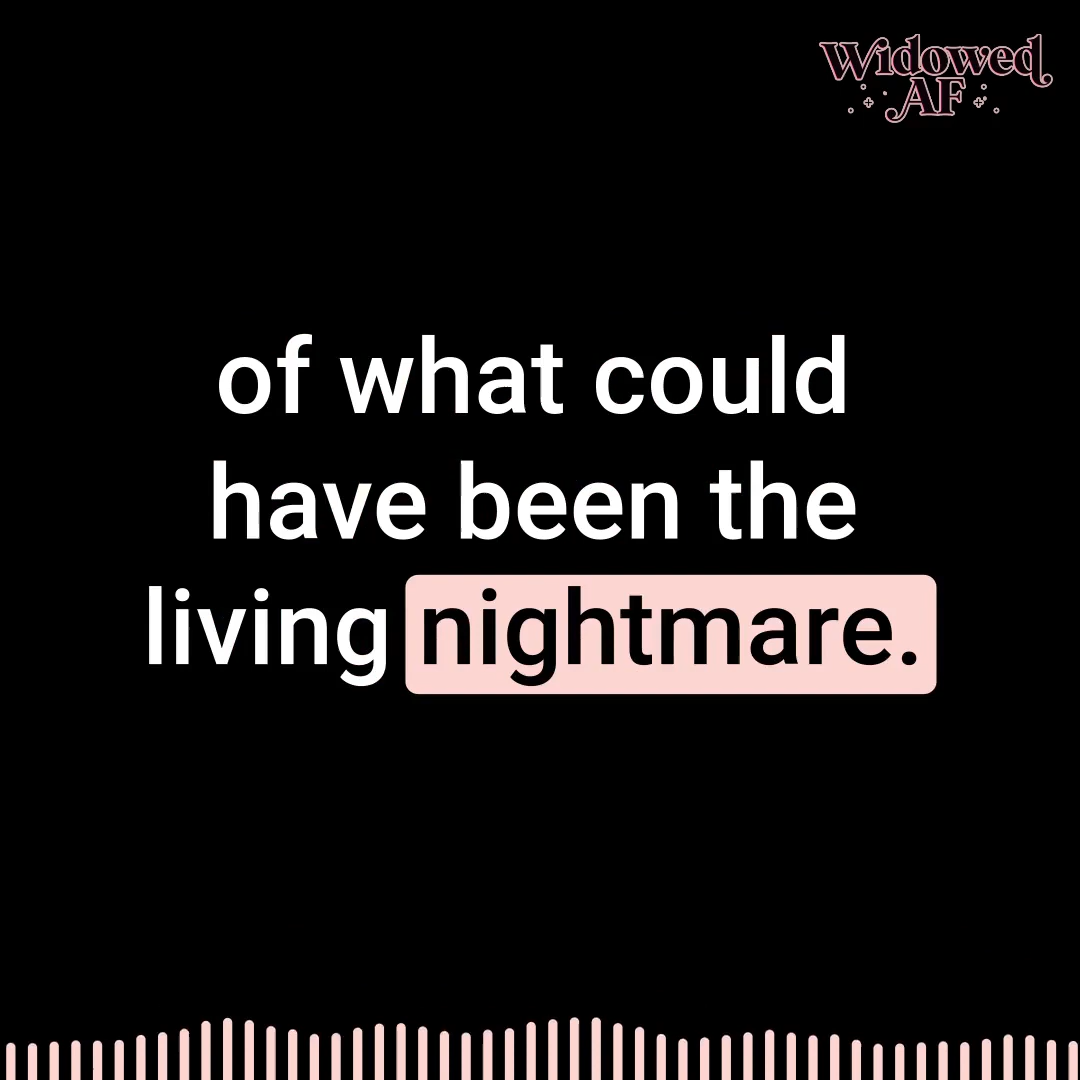 Widowed
AF
of what could
have been the
living nightmare.